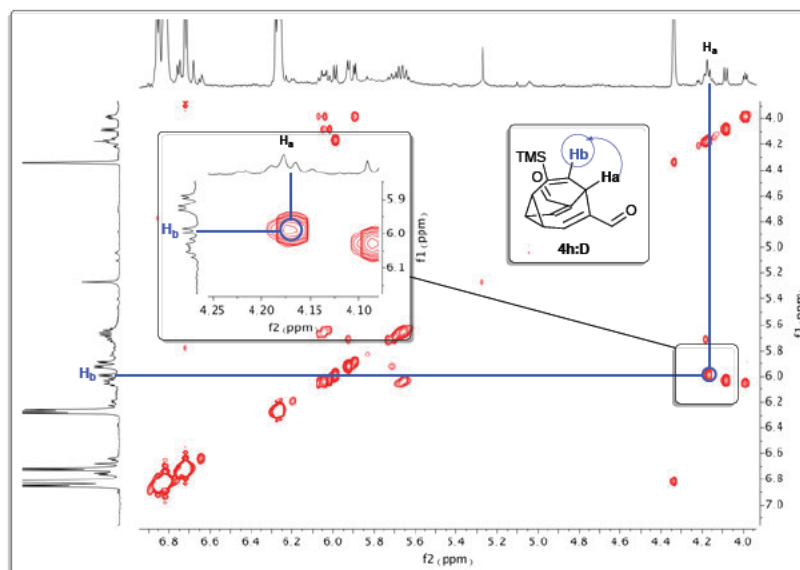 Ha
4.0
4.2
4.4
4.6
4.8
5.0
5.2
5.4
5.6
5.8
6.0
6.2
6.4
6.6
6.8
7.0
f1 (ppm)
Ha
5.9
6.0
6.1
f1 (ppm)
Hb
4.25 4.20 4.15 4.10
f2 (ppm)
TMS
Hb
O
Ha
O
4h:D
Hb
6.8 6.6 6.4 6.2 6.0 5.8 5.6 5.4 5.2 5.0 4.8 4.6 4.4 4.2 4.0
f2 (ppm)